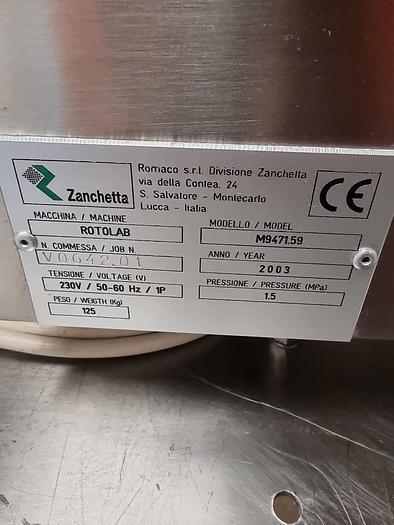 Zanchetta
Romaco s.r.l. Divisione Zanchetta
via della Contea, 24
S. Salvatore - Montecarlo
Lucca - Italia
CE
MACCHINA / MACHINE
ROTOLAB
MODELLO / MODEL
M9471.59
N. COMMESSA / JOB N.
V0642.01
ANNO / YEAR
2003
TENSIONE / VOLTAGE (V)
230V / 50-60 Hz / 1P
PRESSIONE / PRESSURE (MPa)
1.5
PESO / WEIGTH (Kg)
125